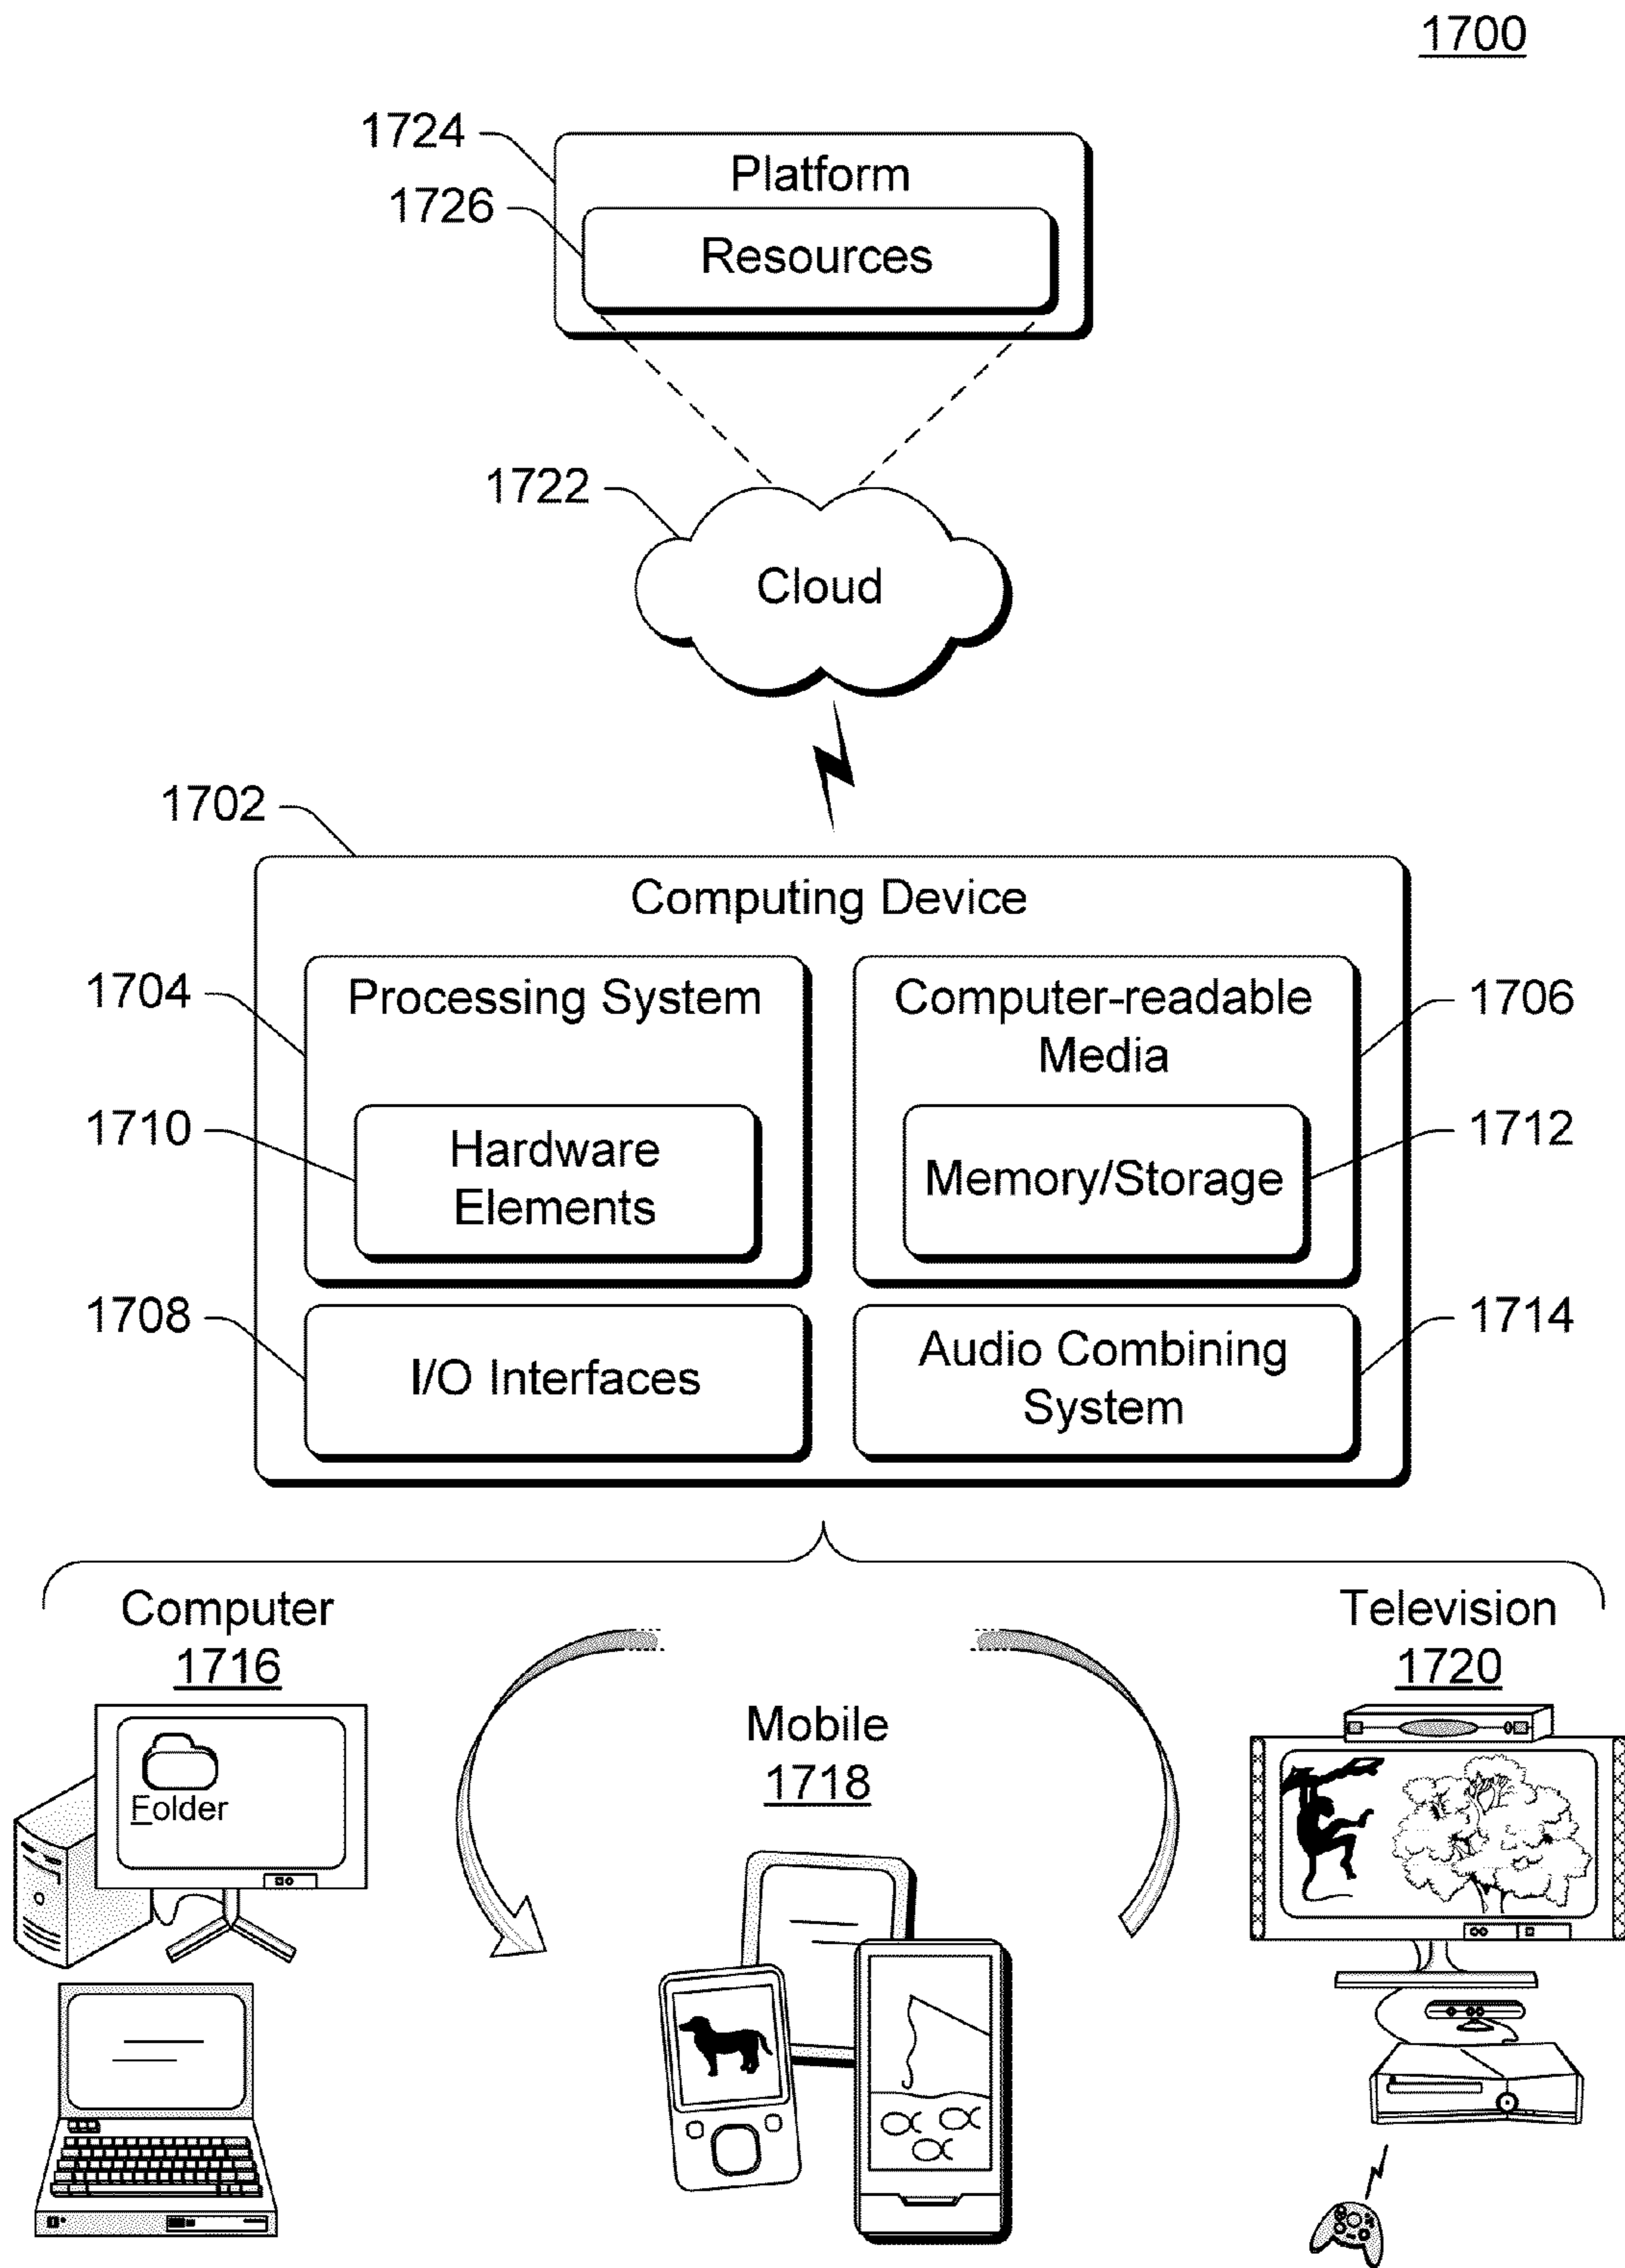 1700
1724
Platform
1726
Resources
1722
Cloud
1702
Computing Device
1704
Processing System
Computer-readable
Media
1706
1710
Hardware
Elements
Memory/Storage
1712
1708
I/O Interfaces
Audio Combining
System
1714
Computer
1716
Folder
Mobile
1718
Television
1720